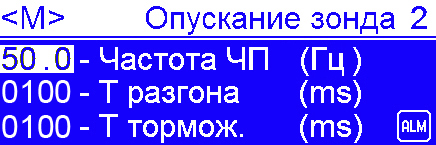 <M> Опускание зонда 2
50.0 - Частота ЧП (Гц)
0100 - Т разгона (ms)
0100 - Т тормож. (ms) ALM